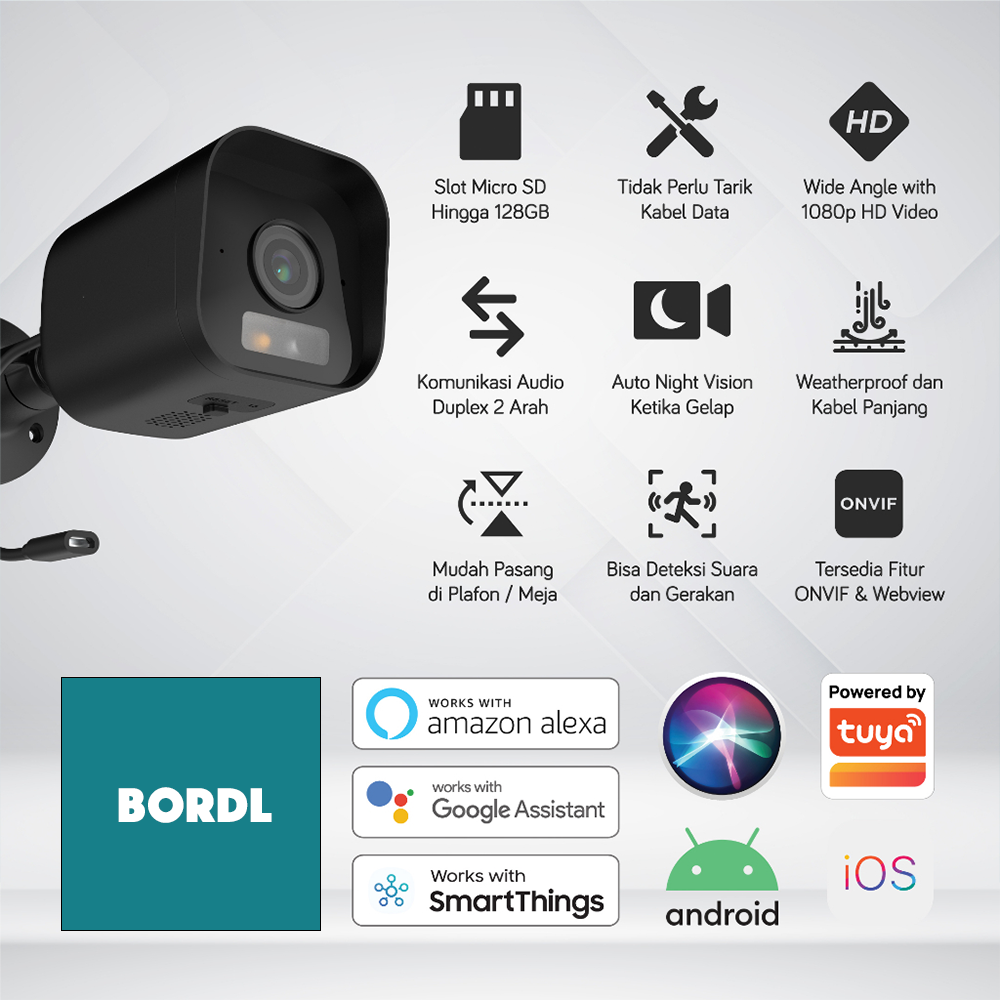 HD
Slot Micro SD
Hingga 128GB
Tidak Perlu Tarik
Kabel Data
Wide Angle with
1080p HD Video
Komunikasi Audio
Duplex 2 Arah
Auto Night Vision
Ketika Gelap
Weatherproof dan
Kabel Panjang
ONVIF
Mudah Pasang
di Plafon / Meja
Bisa Deteksi Suara
dan Gerakan
Tersedia Fitur
ONVIF & Webview
BORDL
WORKS WITH
amazon alexa
works with
Google Assistant
Works with
SmartThings
Powered by
tuya
android
iOS